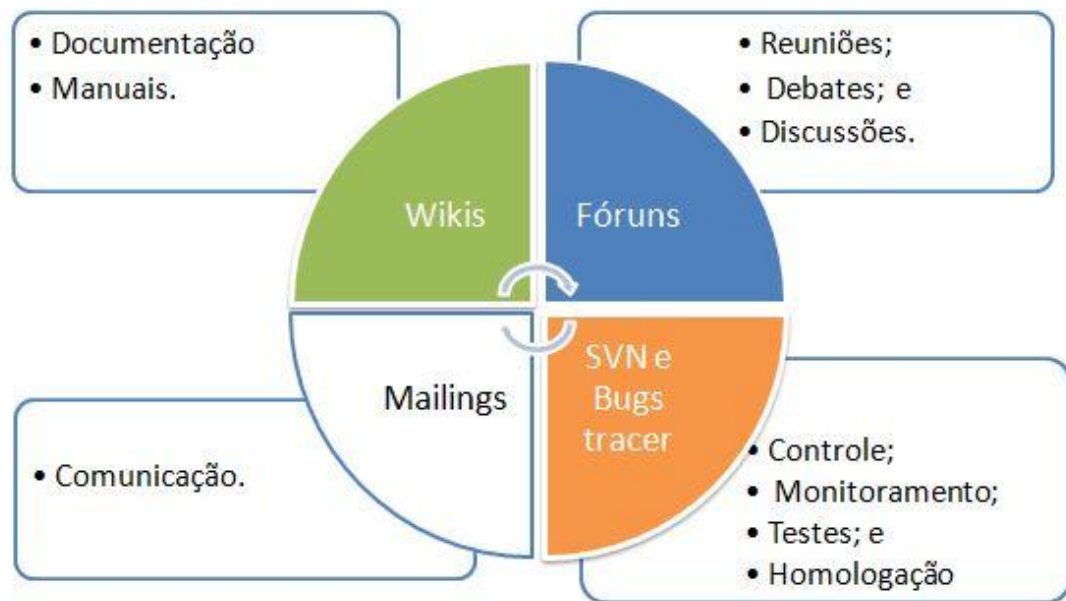 • Documentação
• Manuais.
• Reuniões;
• Debates; e
• Discussões.
Wikis
Fóruns
Mailings
SVN e
Bugs
tracer
• Comunicação.
• Controle;
• Monitoramento;
• Testes; e
• Homologação